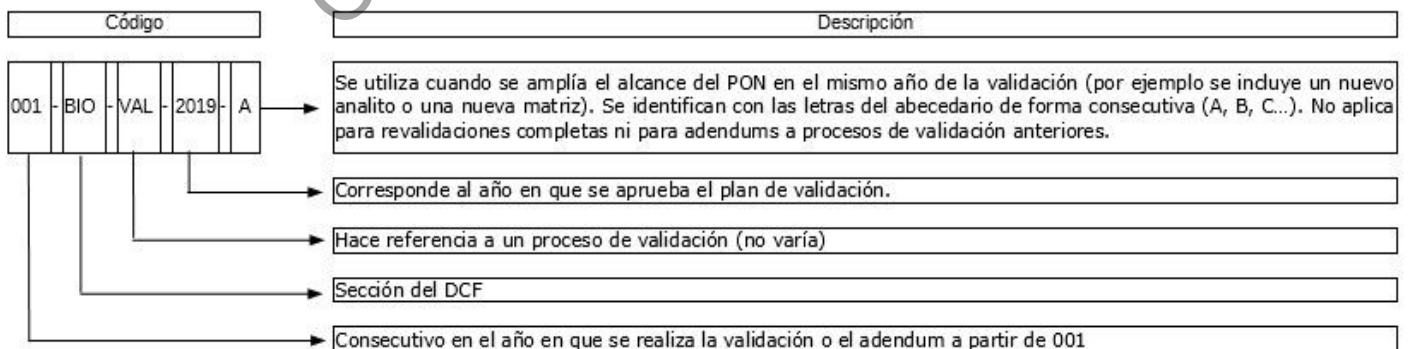 Código
Descripción
001 - BIO - VAL - 2019 - A
Se utiliza cuando se amplía el alcance del PON en el mismo año de la validación (por ejemplo se incluye un nuevo
analito o una nueva matriz). Se identifican con las letras del abecedario de forma consecutiva (A, B, C...). No aplica
para revalidaciones completas ni para adendums a procesos de validación anteriores.
Corresponde al año en que se aprueba el plan de validación.
Hace referencia a un proceso de validación (no varía)
Sección del DCF
Consecutivo en el año en que se realiza la validación o el adendum a partir de 001